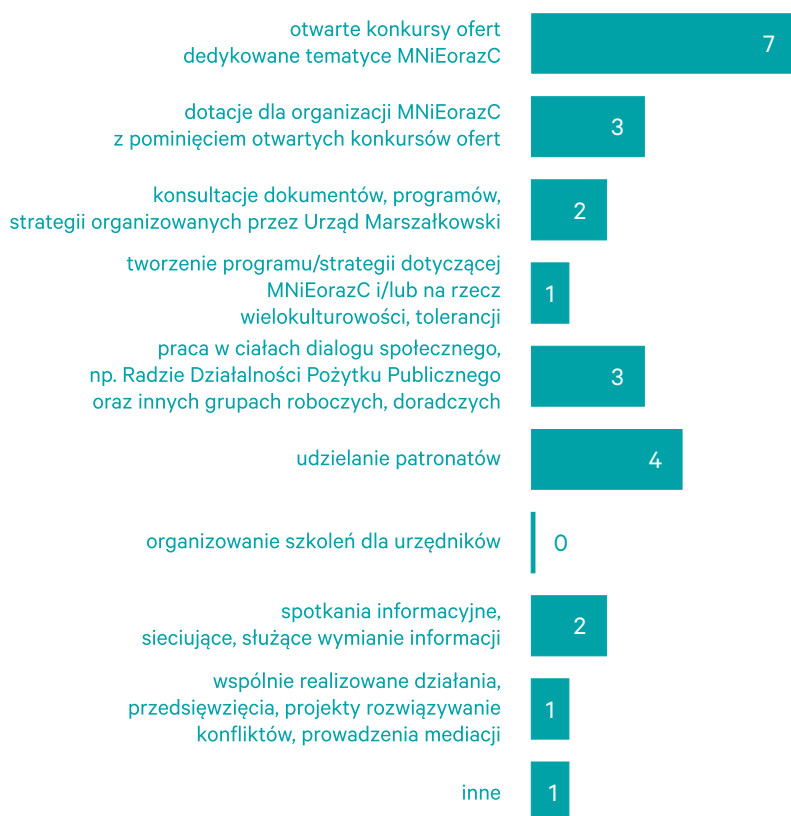 otwarte konkursy ofert
dedykowane tematyce MNiEorazC
7
dotacje dla organizacji MNiEorazC
z pominięciem otwartych konkursów ofert
3
konsultacje dokumentów, programów,
strategii organizowanych przez Urząd Marszałkowski
2
tworzenie programu/strategii dotyczącej
MNiEorazC i/lub na rzecz
wielokulturowości, tolerancji
1
praca w ciałach dialogu społecznego,
np. Radzie Działalności Pożytku Publicznego
oraz innych grupach roboczych, doradczych
3
udzielanie patronatów
4
organizowanie szkoleń dla urzędników
0
spotkania informacyjne,
sieciujące, służące wymianie informacji
2
wspólnie realizowane działania,
przedsięwzięcia, projekty rozwiązywanie
konfliktów, prowadzenia mediacji
1
inne
1